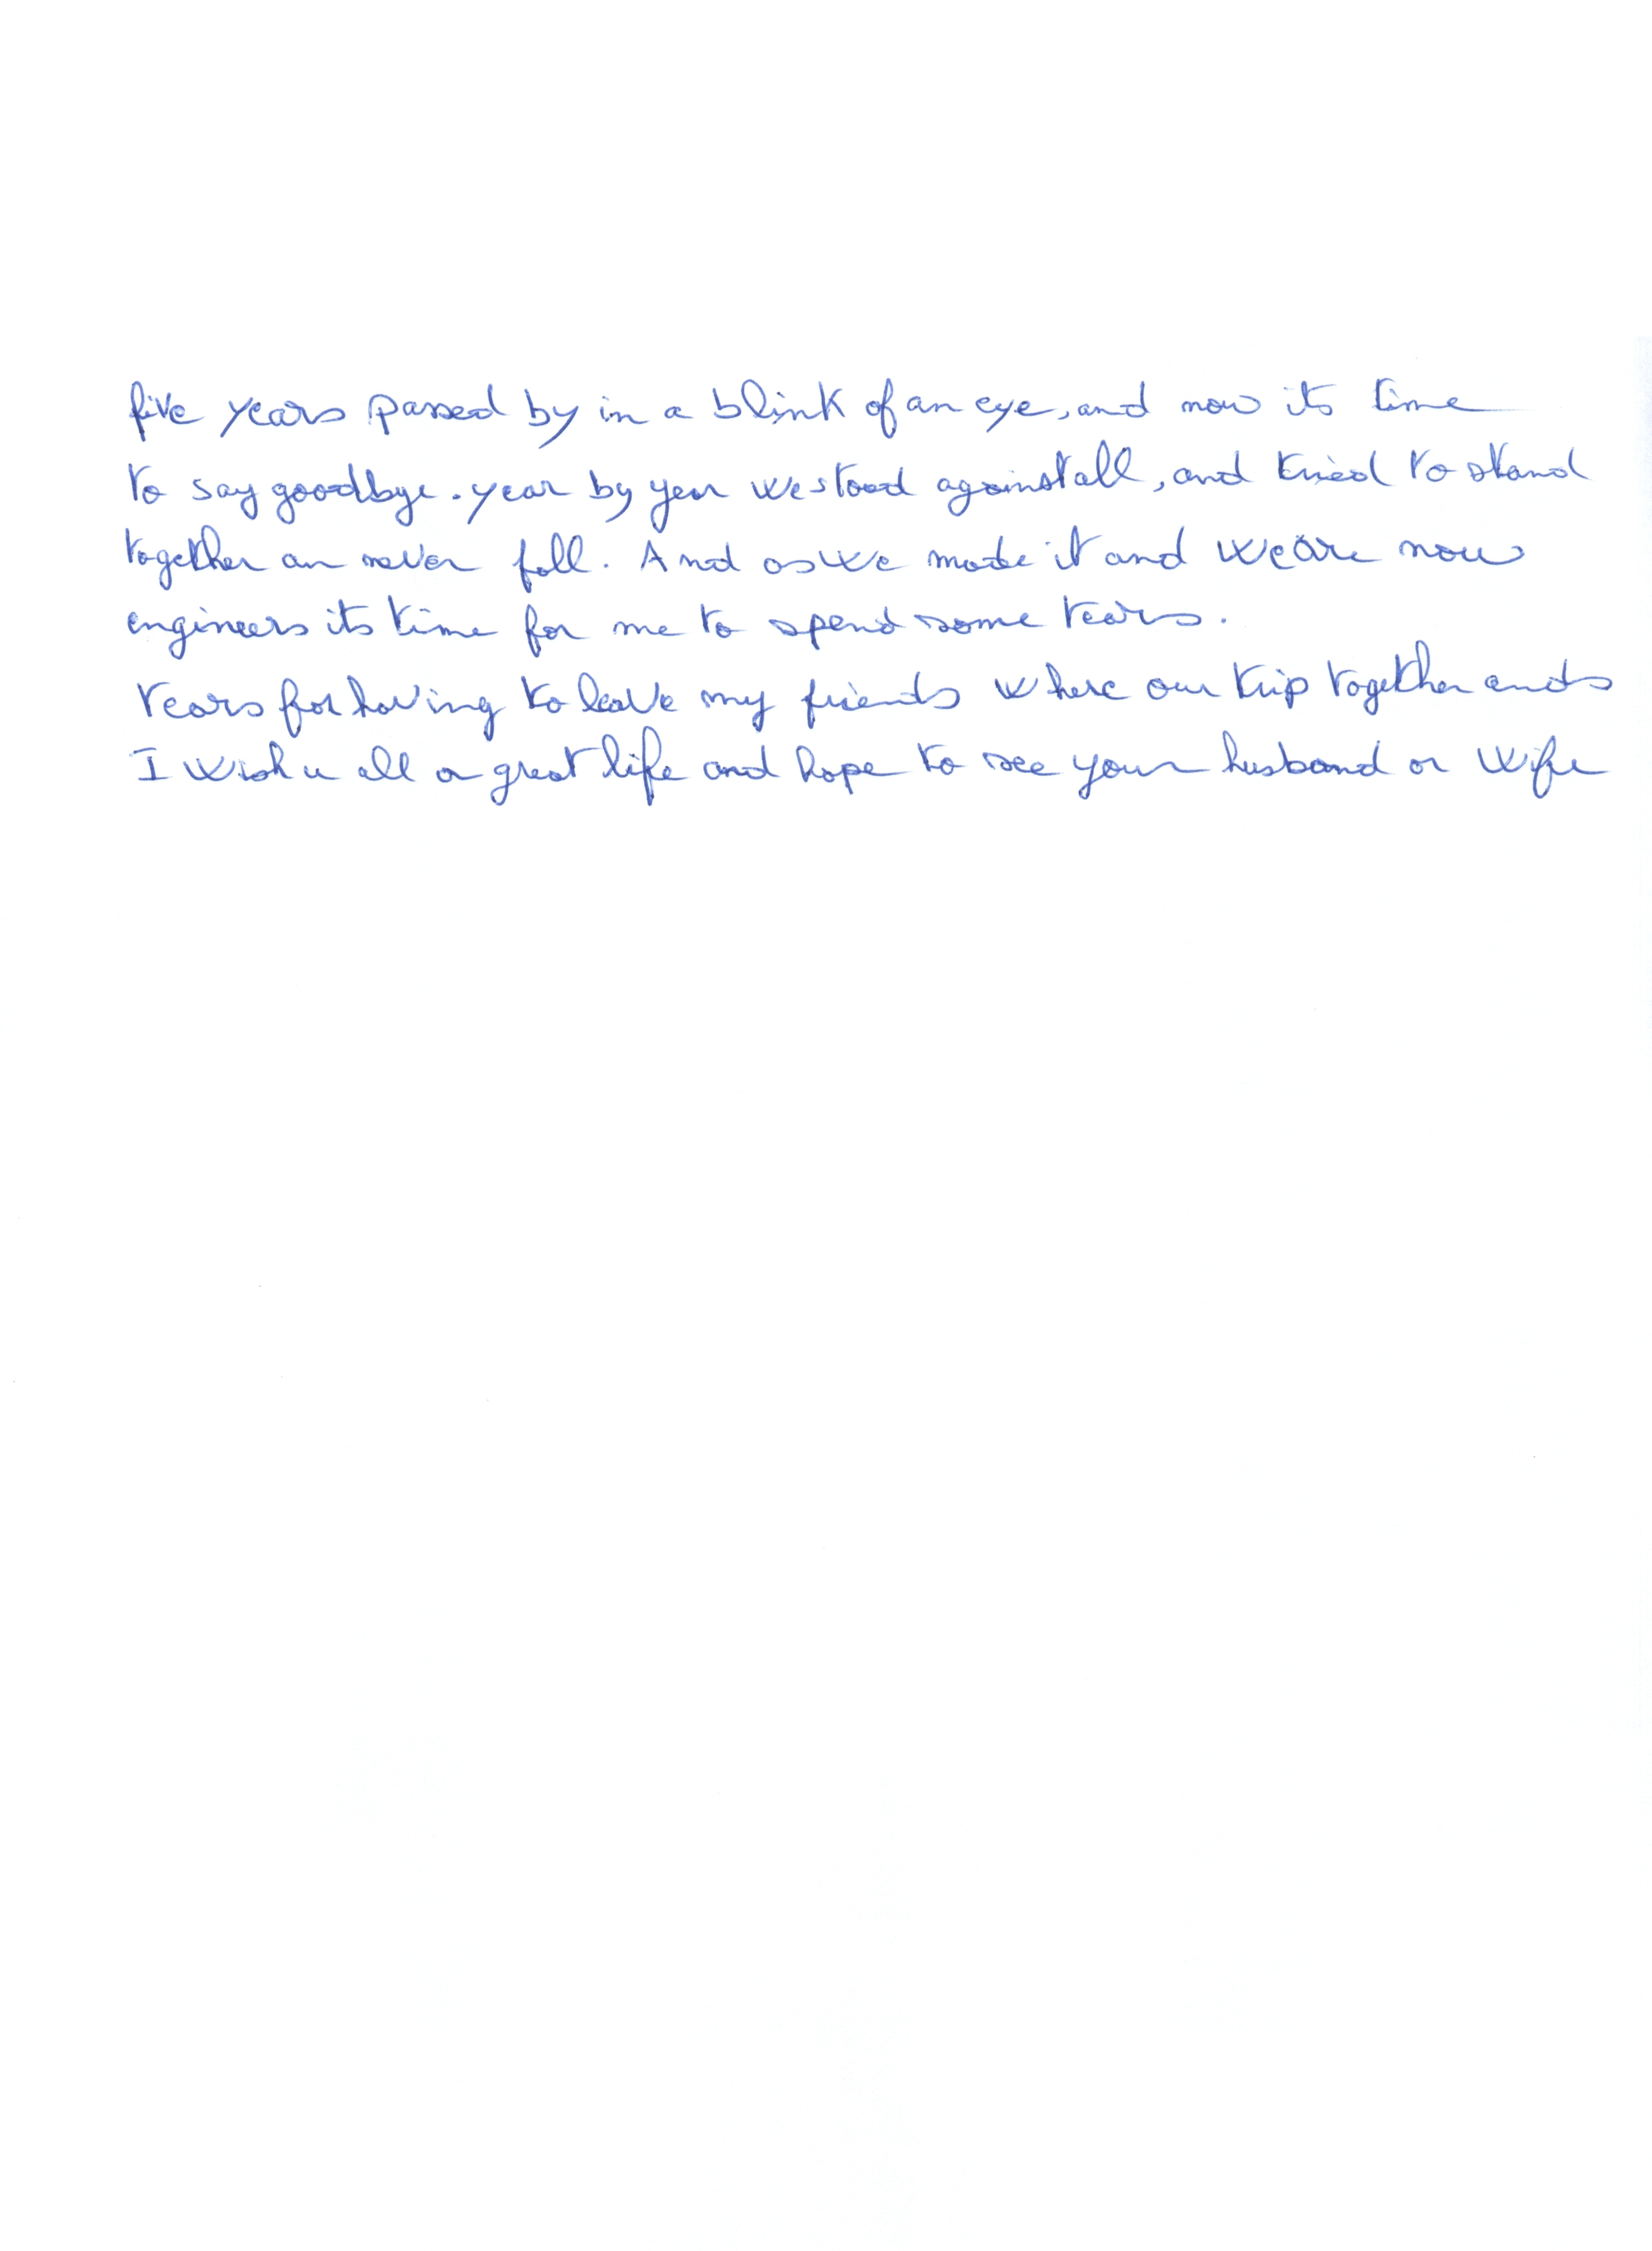 five years passed by in a blink of an eye, and now its time
to say goodbye. year by year we stood against all, and tried to stand
together an never fall. And as we made it and we are now
engineers its time for me to spend some tears.
Tears for having to leave my friends where our trip together ends
I wish u all a great life and hope to see your husband or wife